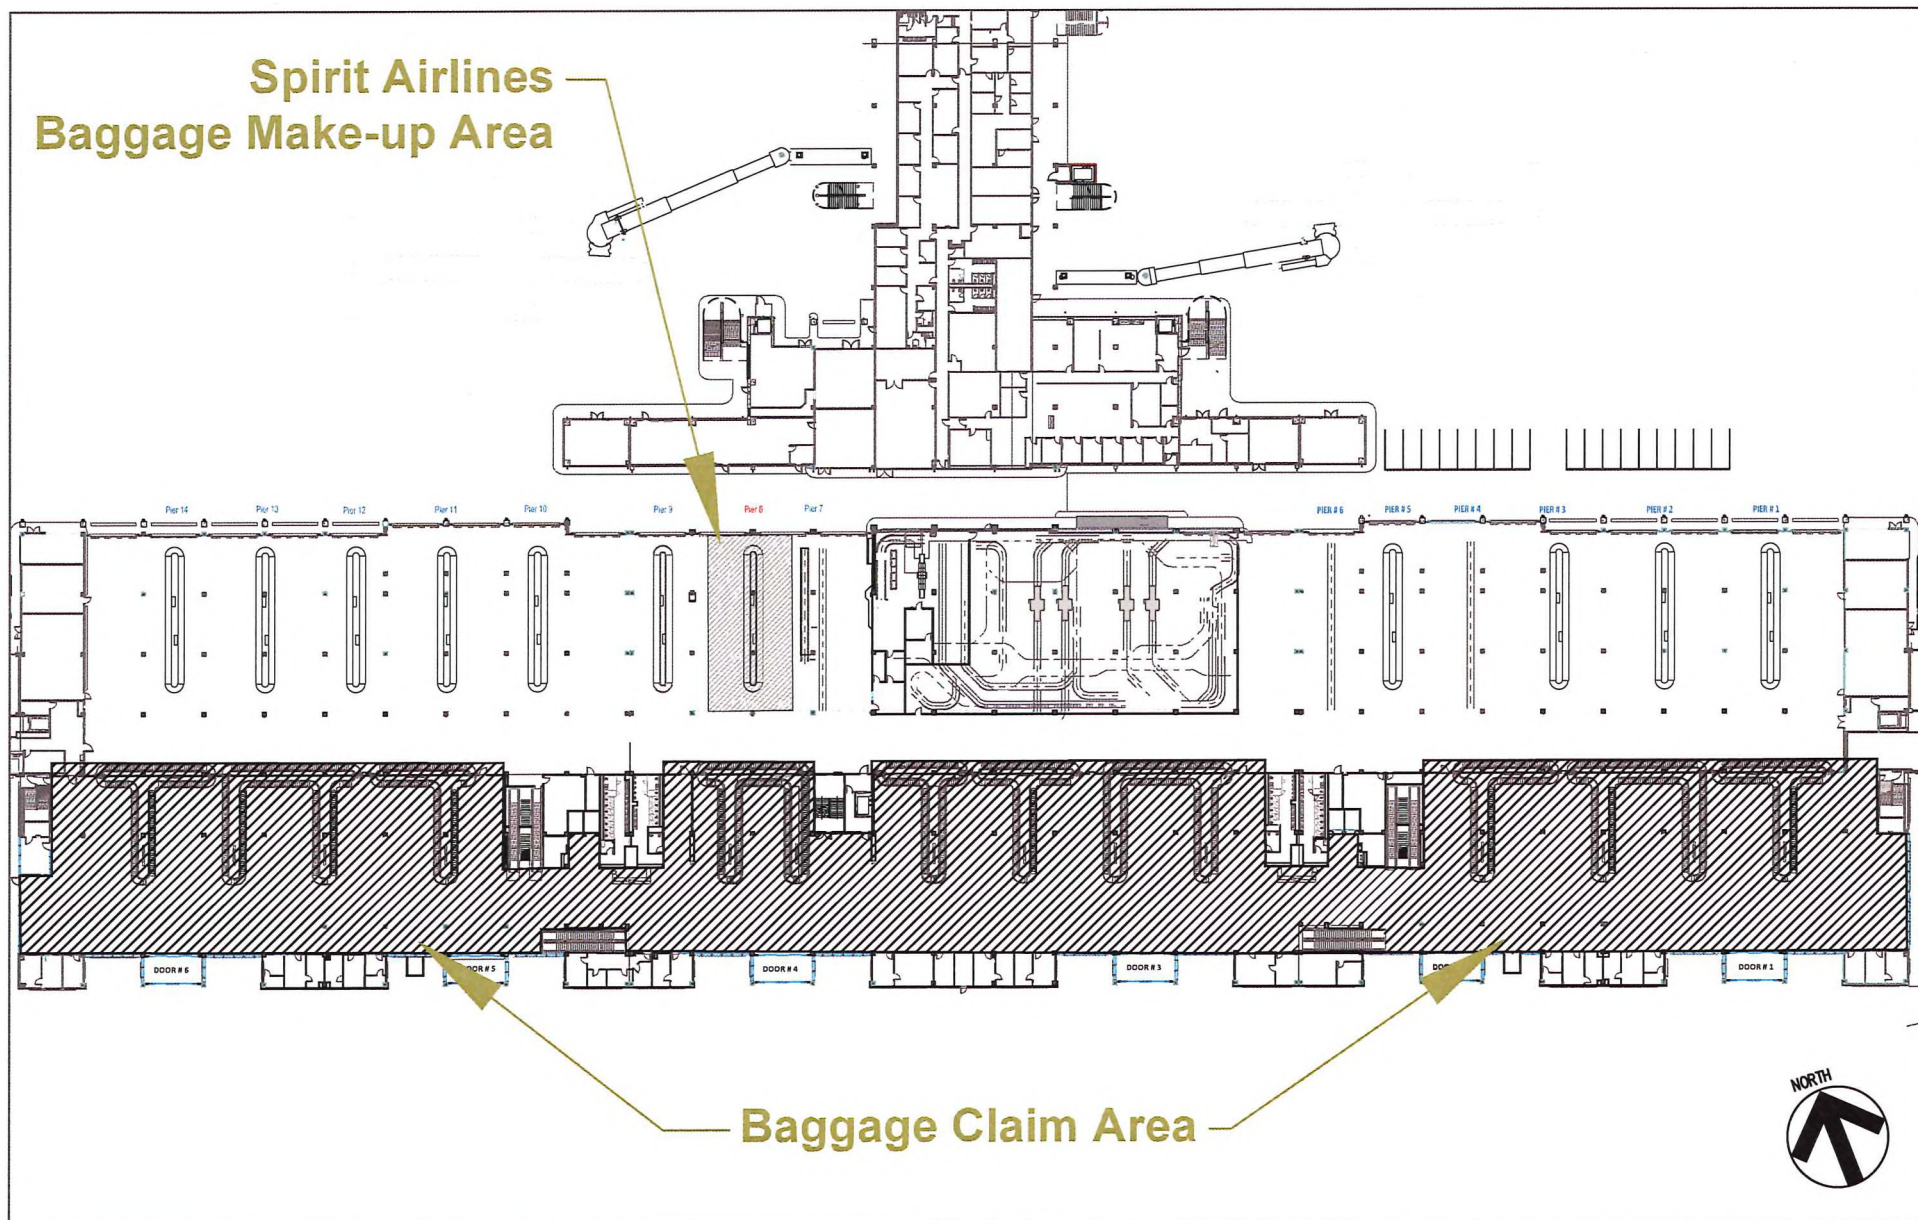 Spirit Airlines
Baggage Make-up Area
Pier 14
Pier 13
Pier 12
Pier 11
Pier 10
Pier 9
Pier 8
Pier 7
PIER # 6
PIER # 5
PIER # 4
PIER # 3
PIER # 2
PIER # 1
DOOR # 6
OOR # 5
DOOR # 4
DOOR # 3
DOOR # 1
Baggage Claim Area
NORTH